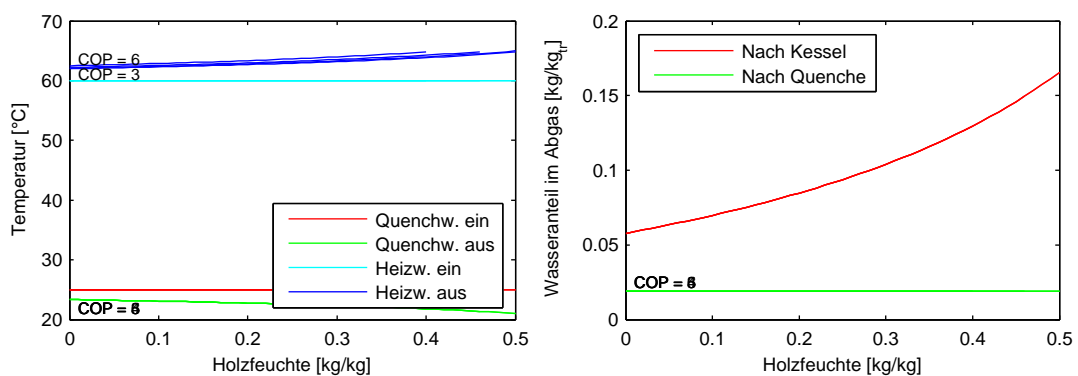 70
60
50
40
30
20
Temperatur [°C]
COP = 6
COP = 3
Quenchw. ein
Quenchw. aus
Heizw. ein
Heizw. aus
COP =
0 0.1 0.2 0.3 0.4 0.5
Holzfeuchte [kg/kg]
0.2
0.15
0.1
0.05
0
Wasseranteil im Abgas [kg/kg_tr]
Nach Kessel
Nach Quenche
COP =
0 0.1 0.2 0.3 0.4 0.5
Holzfeuchte [kg/kg]